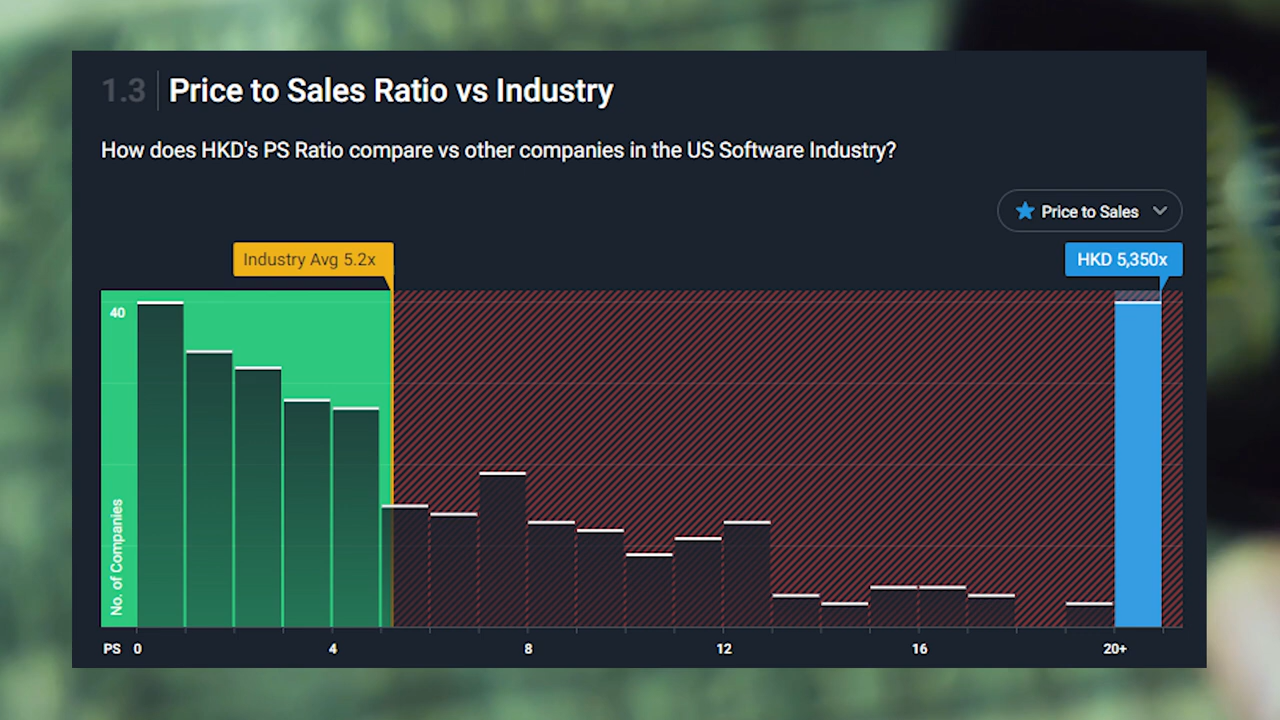 1.3 Price to Sales Ratio vs Industry
How does HKD's PS Ratio compare vs other companies in the US Software Industry?
Price to Sales
Industry Avg 5.2x
HKD 5,350x
40
No. of Companies
PS 0 4 8 12 16 20+